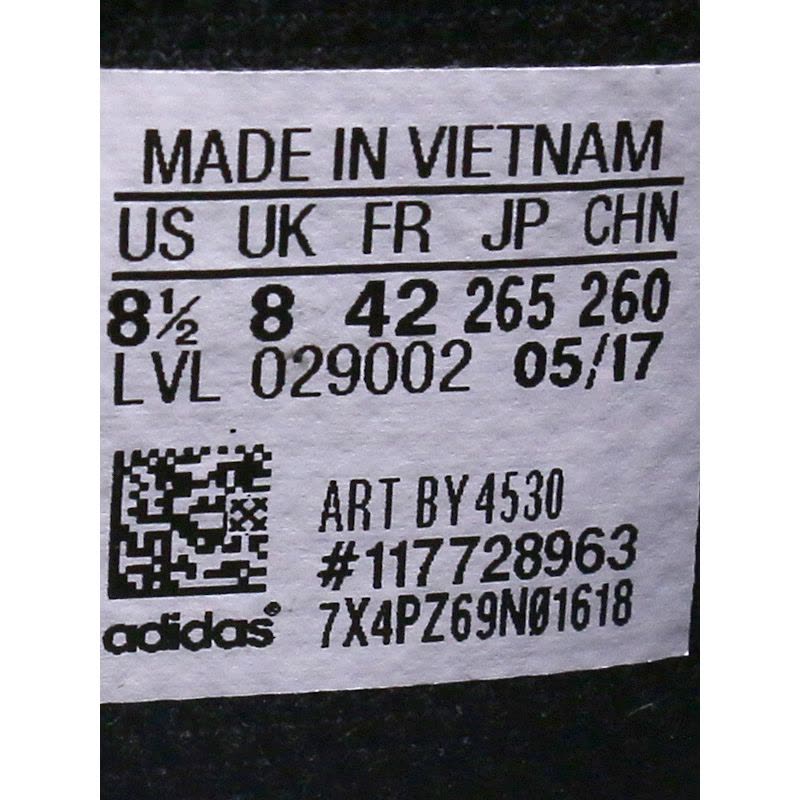 MADE IN VIETNAM
US UK FR JP CHN
8½ 8 42 265 260
LVL 029002 05/17
ART BY4530
#117728963
7X4PZ69N01618
adidas®